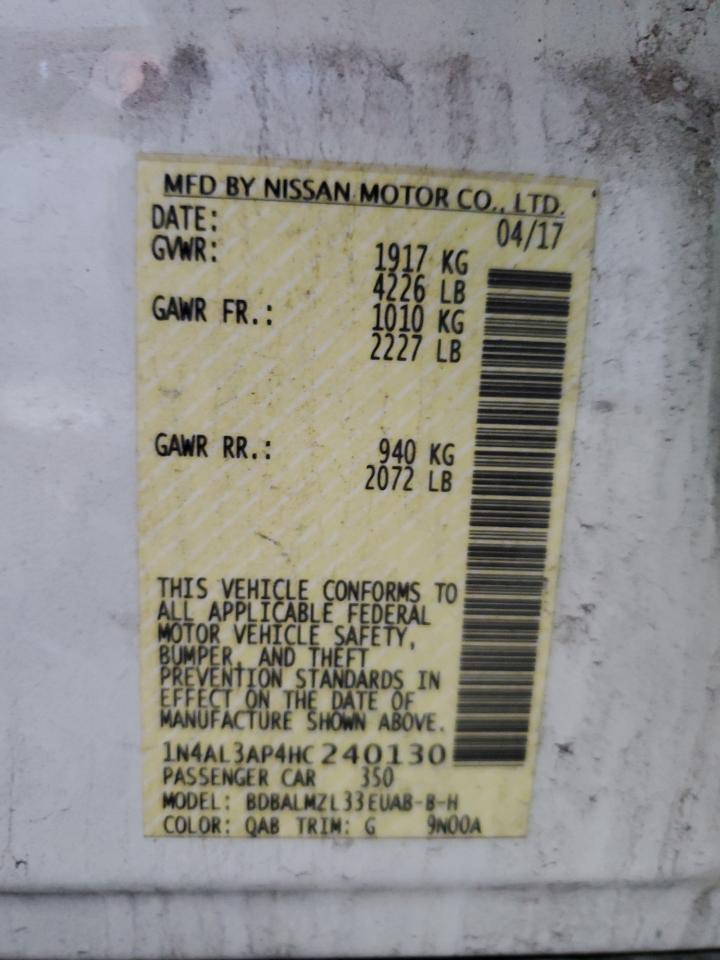 MFD BY NISSAN MOTOR CO., LTD.
DATE: 04/17
GVWR: 1917 KG
4226 LB
GAWR FR.: 1010 KG
2227 LB
GAWR RR.: 940 KG
2072 LB
THIS VEHICLE CONFORMS TO
ALL APPLICABLE FEDERAL
MOTOR VEHICLE SAFETY,
BUMPER, AND THEFT
PREVENTION STANDARDS IN
EFFECT ON THE DATE OF
MANUFACTURE SHOWN ABOVE.
1N4AL3AP4HC240130
PASSENGER CAR 350
MODEL: BDBALMZL33EUAB-B-H
COLOR: QAB TRIM: G 9N00A